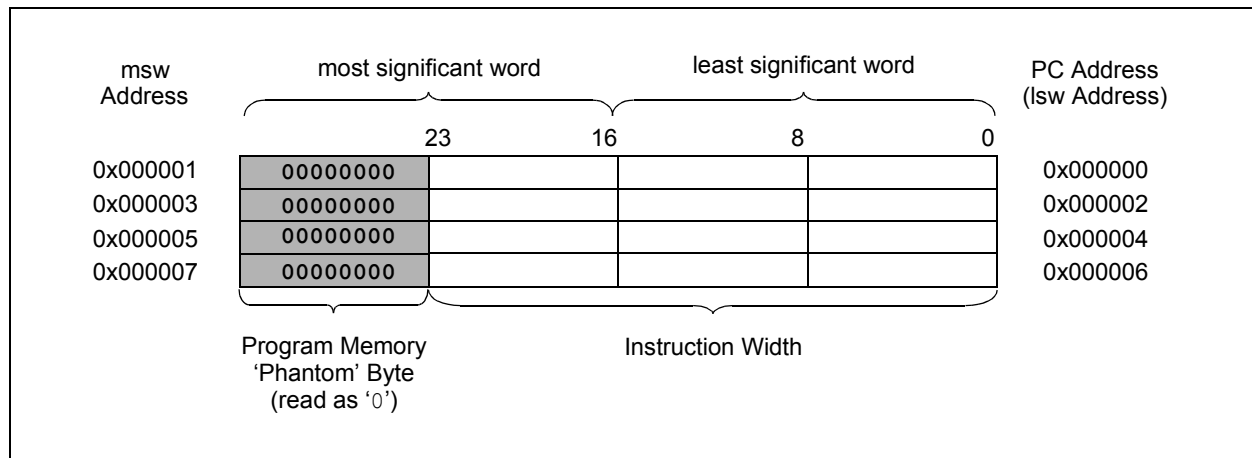 msw
Address
most significant word
least significant word
PC Address
(lsw Address)
23
16
8
0
0x000001
00000000
0x000000
0x000003
00000000
0x000002
0x000005
00000000
0x000004
0x000007
00000000
0x000006
Program Memory
‘Phantom’ Byte
(read as ‘0’)
Instruction Width